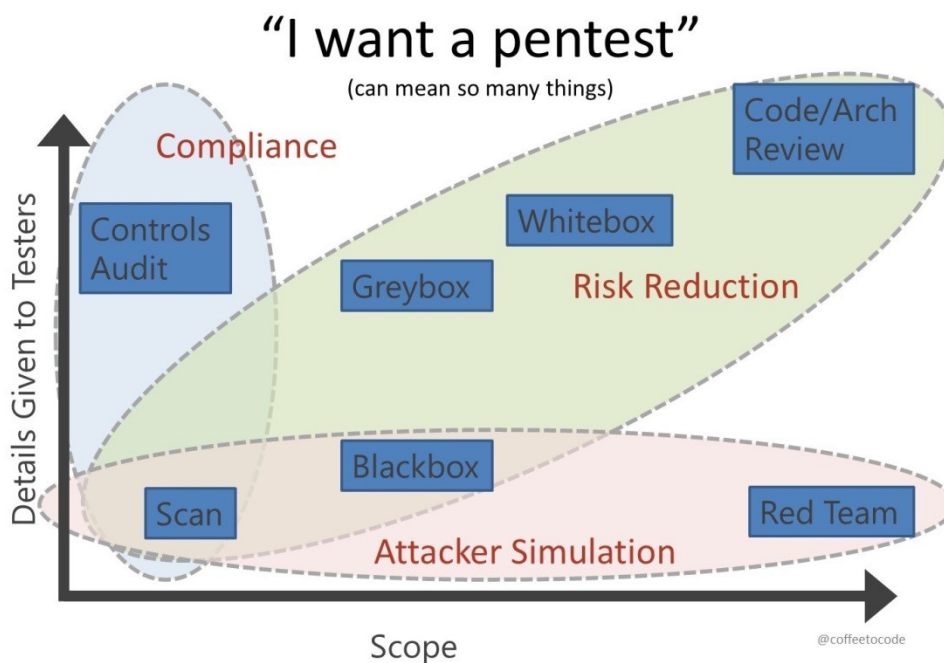 “I want a pentest”
(can mean so many things)
Details Given to Testers
Compliance
Controls
Audit
Code/Arch
Review
Whitebox
Greybox
Risk Reduction
Blackbox
Scan
Red Team
Attacker Simulation
Scope
@coffeetocode